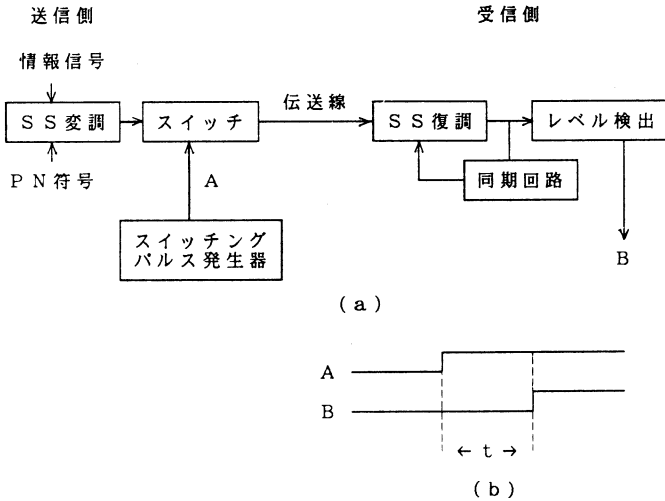 送信側
受信側
情報信号
伝送線
SS変調
スイッチ
SS復調
レベル検出
PN符号
A
同期回路
スイッチング
パルス発生器
B
(a)
A
B
← t →
(b)